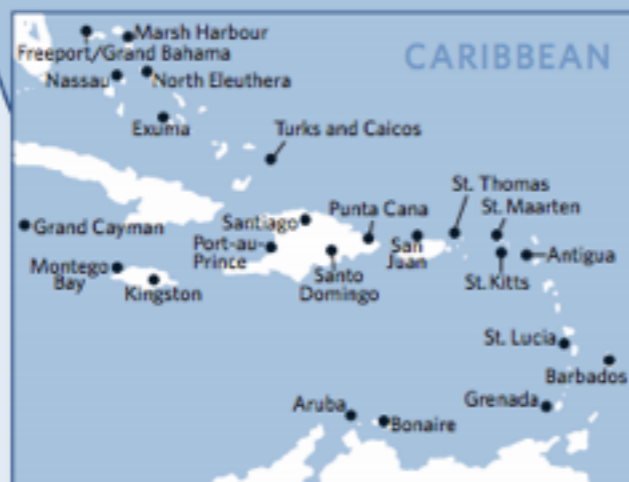 Marsh Harbour
Freeport/Grand Bahama
CARIBBEAN
Nassau
North Eleuthera
Exuma
Turks and Caicos
St. Thomas
Punta Cana
St. Maarten
Grand Cayman
Santiago
Port-au-
Prince
San
Juan
Antigua
Montego
Bay
Kingston
Santo
Domingo
St. Kitts
St. Lucia
Barbados
Aruba
Grenada
Bonaire